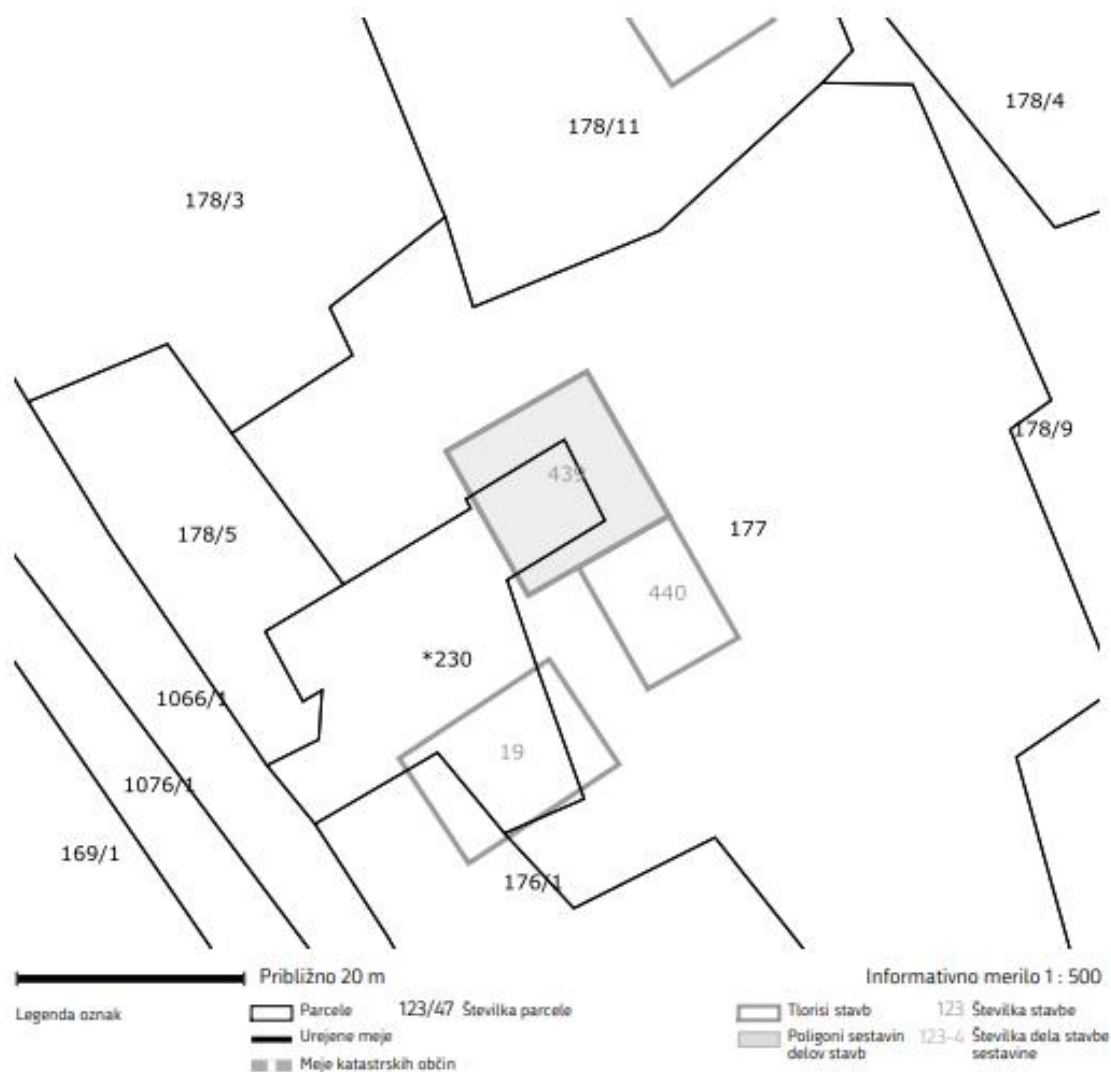 178/4
178/11
178/3
178/9
439
177
178/5
440
*230
1066/1
19
1076/1
169/1
176/1
Približno 20 m
Informativno merilo 1 : 500
Legenda oznak
Parcele 123/47 Številka parcele
Urejene meje
Meje katastrskih občin
Tlorisi stavb 123 Številka stavbe
Poligoni sestavin delov stavb 123-4 Številka dela stavbe sestavine